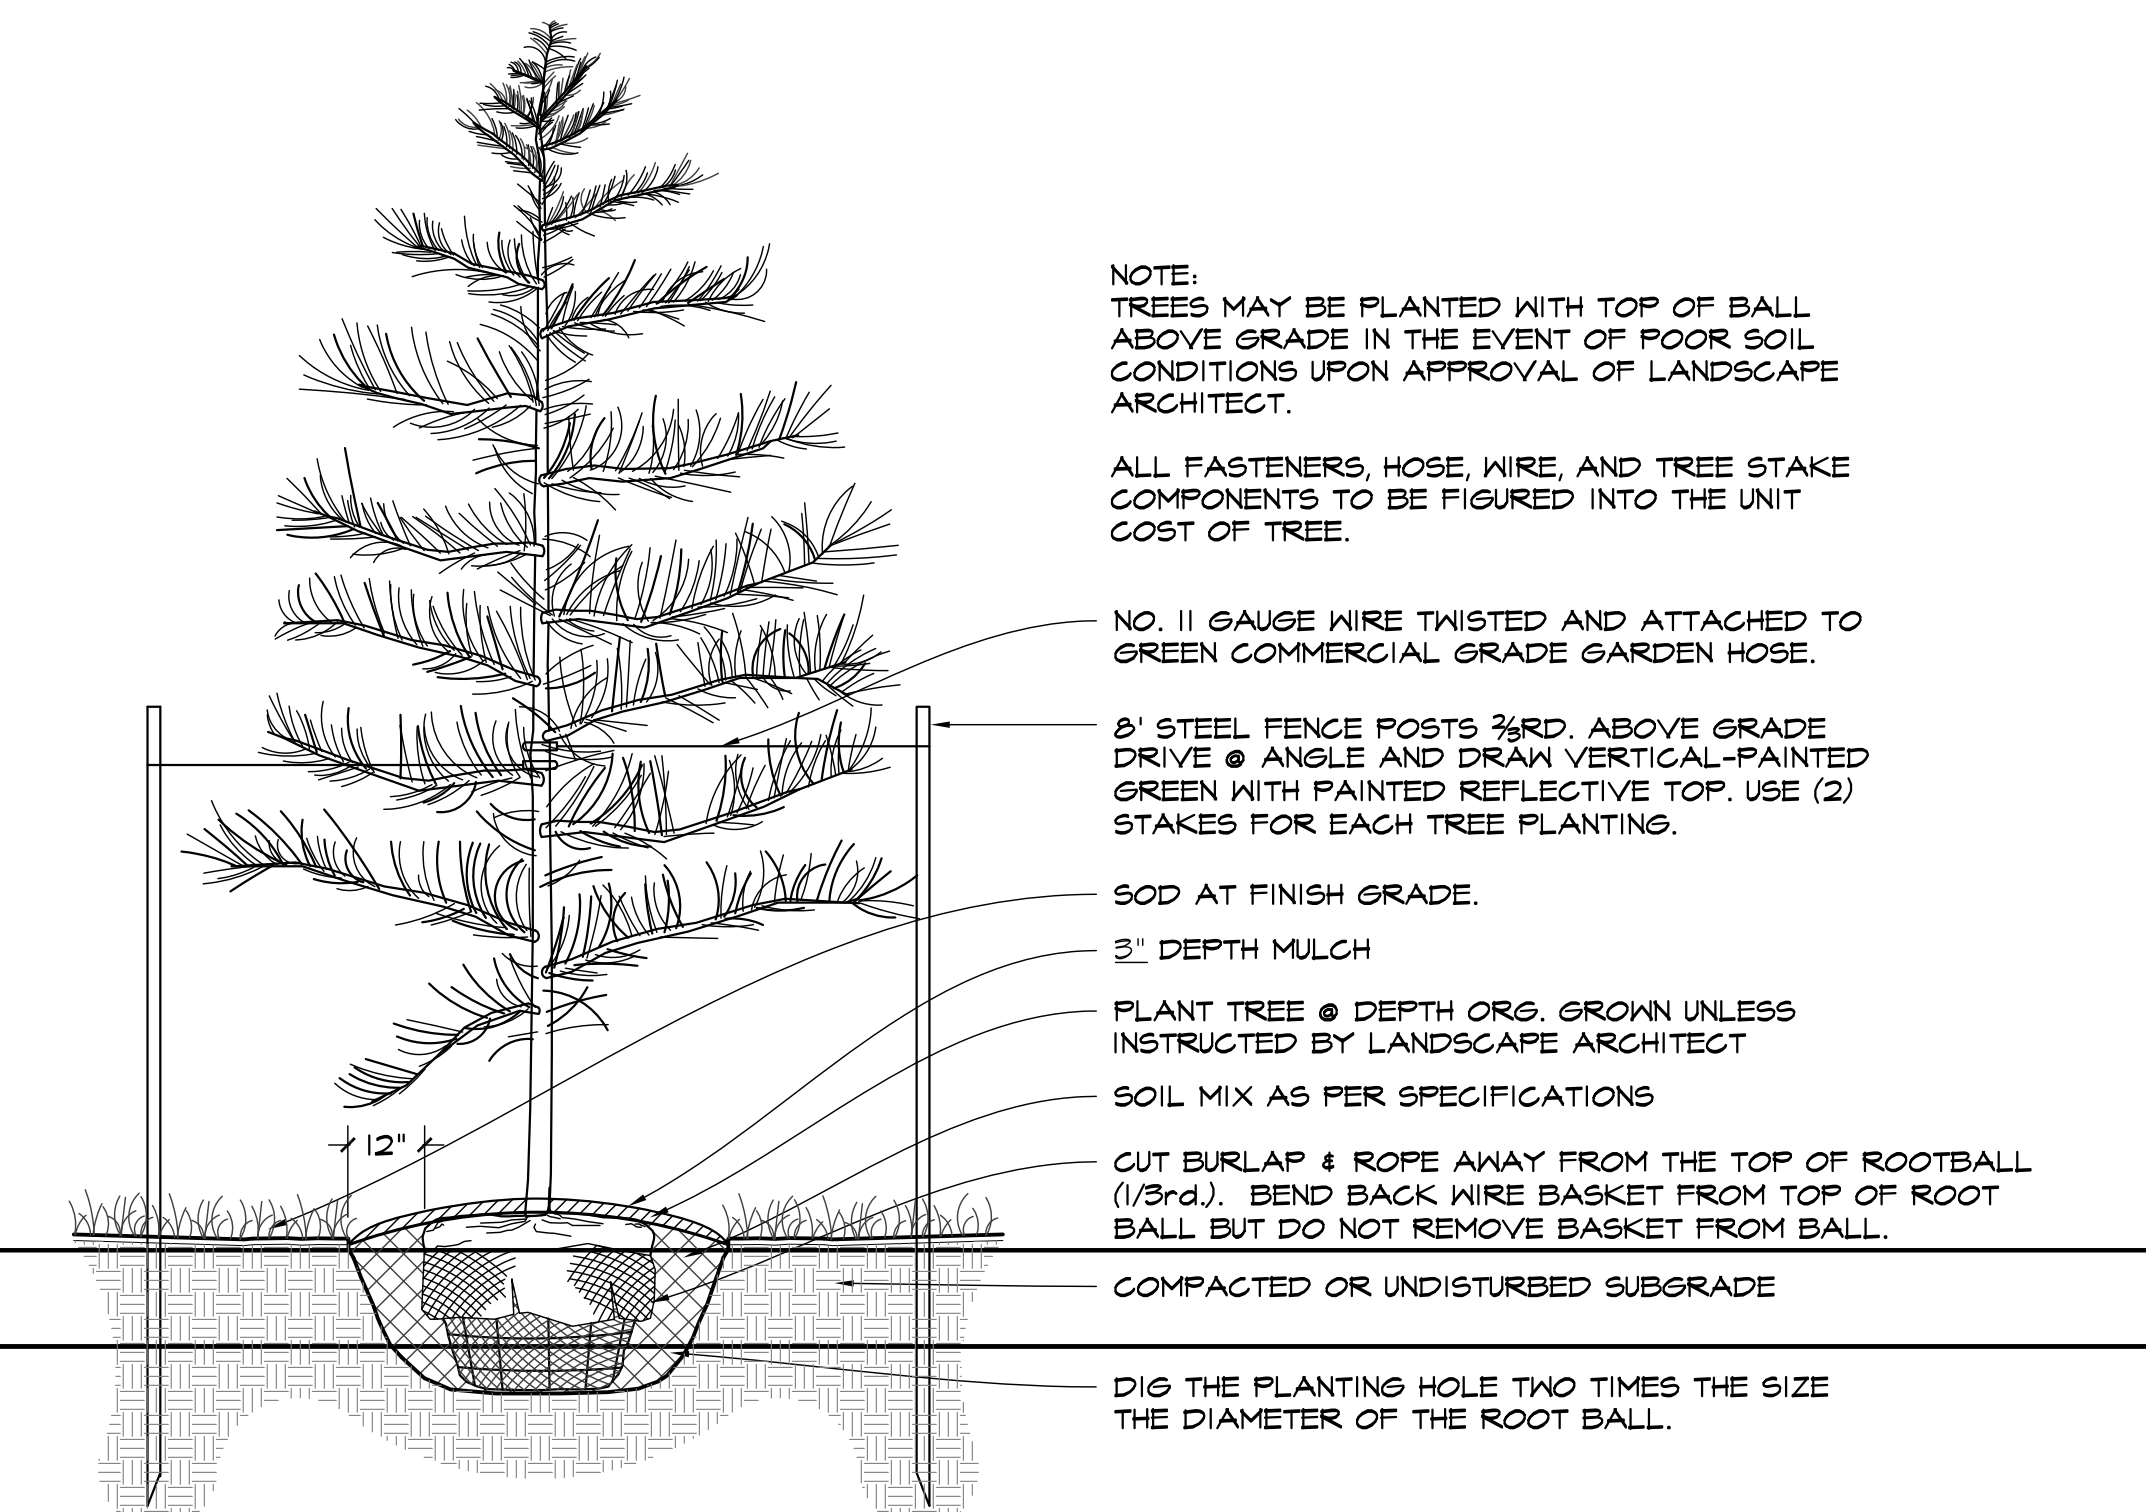 NOTE:
TREES MAY BE PLANTED WITH TOP OF BALL
ABOVE GRADE IN THE EVENT OF POOR SOIL
CONDITIONS UPON APPROVAL OF LANDSCAPE
ARCHITECT.
ALL FASTENERS, HOSE, WIRE, AND TREE STAKE
COMPONENTS TO BE FIGURED INTO THE UNIT
COST OF TREE.
NO. 11 GAUGE WIRE TWISTED AND ATTACHED TO
GREEN COMMERCIAL GRADE GARDEN HOSE.
8' STEEL FENCE POSTS ⅔RD. ABOVE GRADE
DRIVE @ ANGLE AND DRAW VERTICAL-PAINTED
GREEN WITH PAINTED REFLECTIVE TOP. USE (2)
STAKES FOR EACH TREE PLANTING.
SOD AT FINISH GRADE.
3" DEPTH MULCH
PLANT TREE @ DEPTH ORG. GROWN UNLESS
INSTRUCTED BY LANDSCAPE ARCHITECT
SOIL MIX AS PER SPECIFICATIONS
12"
CUT BURLAP & ROPE AWAY FROM THE TOP OF ROOTBALL
(1/3rd.). BEND BACK WIRE BASKET FROM TOP OF ROOT
BALL BUT DO NOT REMOVE BASKET FROM BALL.
COMPACTED OR UNDISTURBED SUBGRADE
DIG THE PLANTING HOLE TWO TIMES THE SIZE
THE DIAMETER OF THE ROOT BALL.